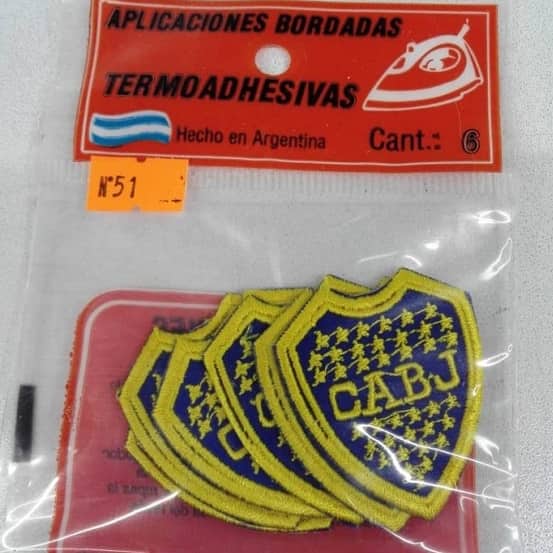 APLICACIONES BORDADAS
TERMOADHESIVAS
Hecho en Argentina
Cant.: 6
N°51
CABJ